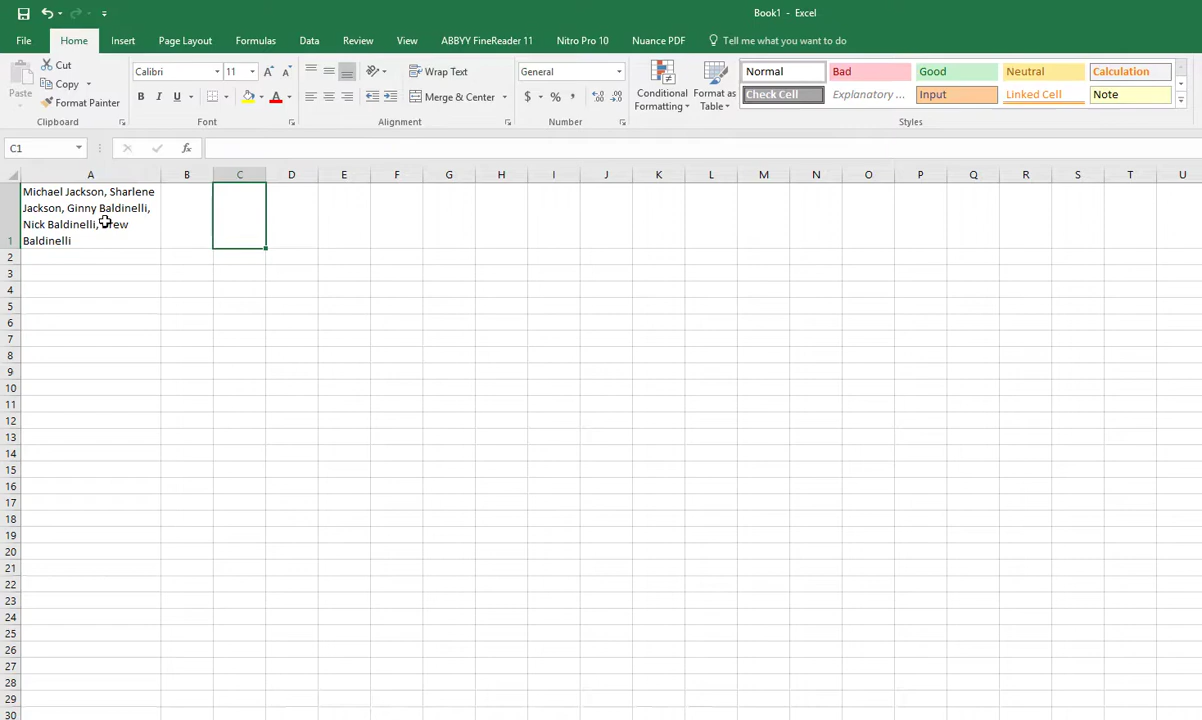 Book1 - Excel
File Home Insert Page Layout Formulas Data Review View ABBYY FineReader 11 Nitro Pro 10 Nuance PDF Tell me what you want to do
Paste
Cut
Copy
Format Painter
Clipboard
Calibri 11
B I U
Font
Wrap Text
Merge & Center
Alignment
General
$ % ,
Number
Conditional Formatting
Format as Table
Normal Bad Good Neutral Calculation
Check Cell Explanatory ... Input Linked Cell Note
Styles
C1 fx
A B C D E F G H I J K L M N O P Q R S T U
Michael Jackson, Sharlene
Jackson, Ginny Baldinelli,
Nick Baldinelli,
Baldinelli
1
2
3
4
5
6
7
8
9
10
11
12
13
14
15
16
17
18
19
20
21
22
23
24
25
26
27
28
29
30